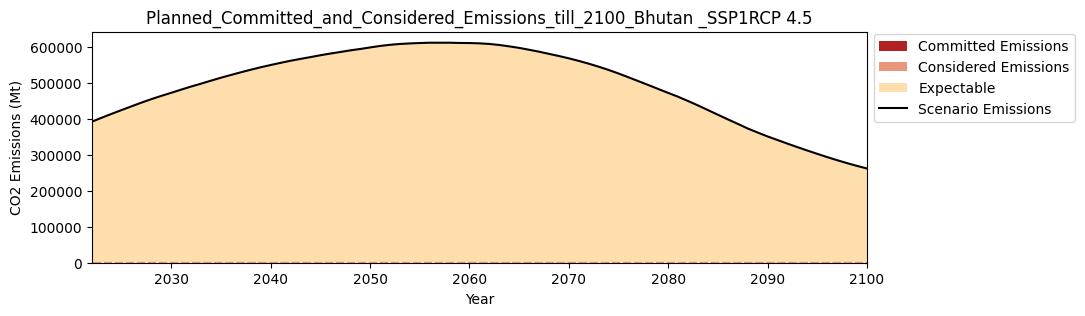 Planned_Committed_and_Considered_Emissions_till_2100_Bhutan _SSP1RCP 4.5
CO2 Emissions (Mt)
600000
500000
400000
300000
200000
100000
0
2030 2040 2050 2060 2070 2080 2090 2100
Year
Committed Emissions
Considered Emissions
Expectable
Scenario Emissions